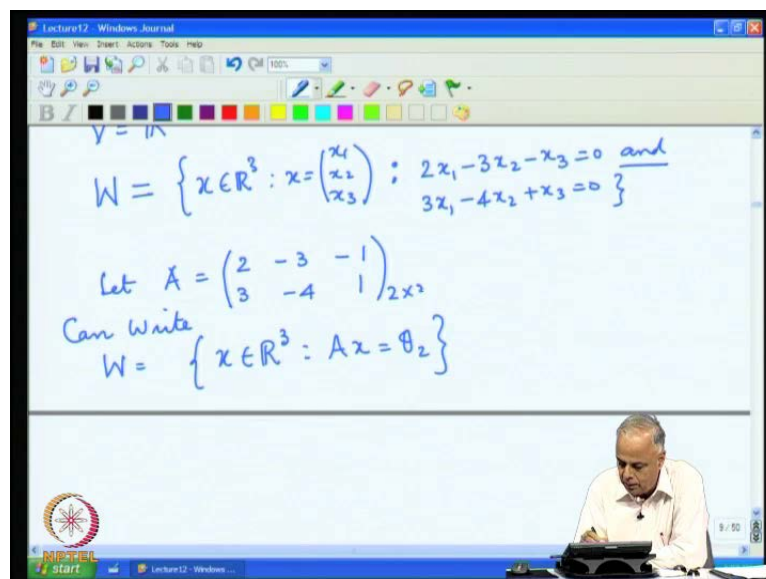 Lecture12 - Windows Journal
File Edit View Insert Actions Tools Help
100%
B I
V = R
W = { x ∈ ℝ³ : x = (x₁ x₂ x₃) : 2x₁ - 3x₂ - x₃ = 0 and
3x₁ - 4x₂ + x₃ = 0 }
Let A = (2 -3 -1
3 -4 1)₂ₓ₂
Can write
W = { x ∈ ℝ³ : Ax = θ₂ }
9 / 50
NPTEL
start Lecture12 - Windows ...